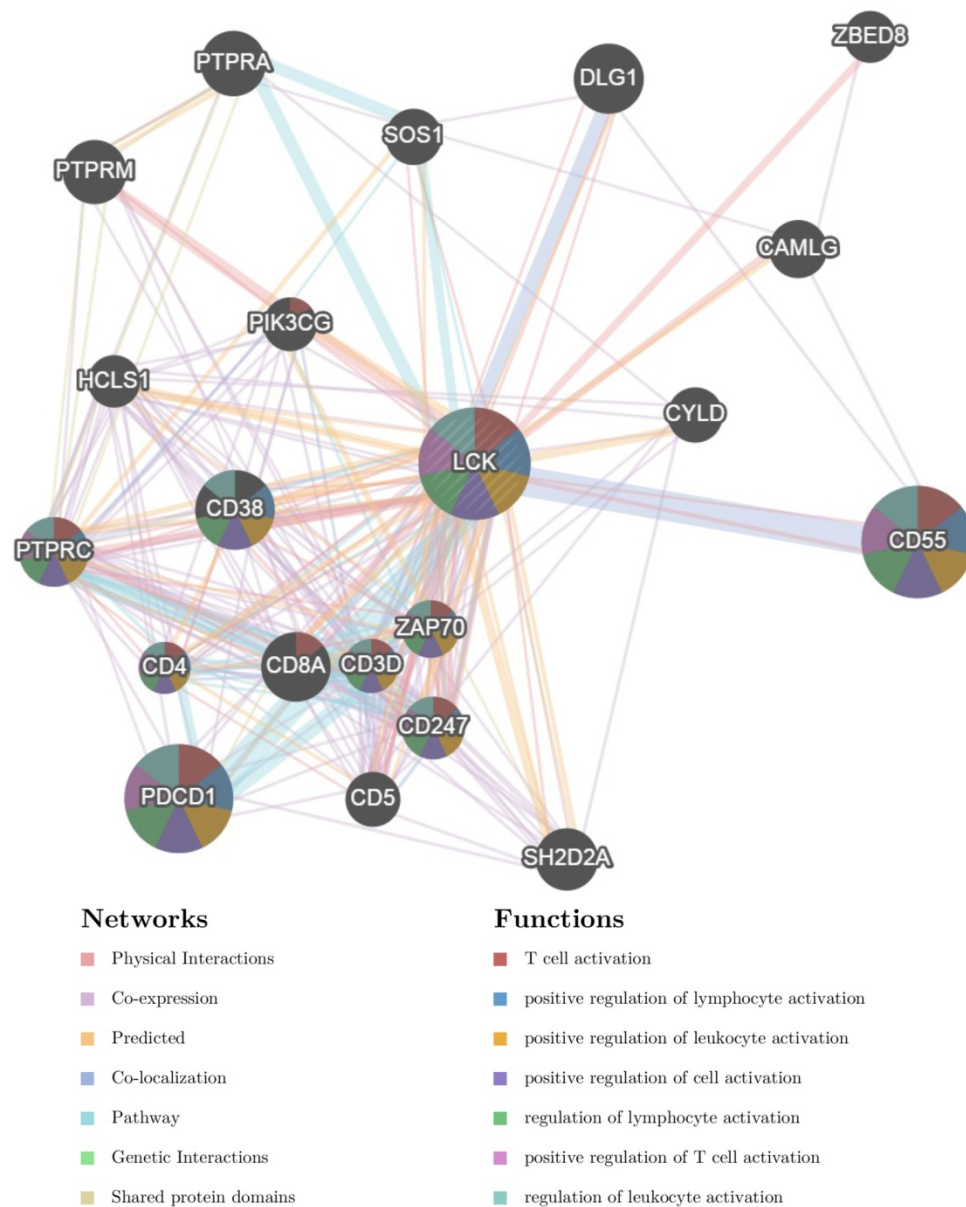 ZBED8
PTPRA
DLG1
SOS1
PTPRM
CAMLG
PIK3CG
HCLS1
CYLD
LCK
CD38
PTPRC
CD55
ZAP70
CD4
CD8A
CD3D
CD247
PDCD1
CD5
SH2D2A
Networks
Physical Interactions
Co-expression
Predicted
Co-localization
Pathway
Genetic Interactions
Shared protein domains
Functions
T cell activation
positive regulation of lymphocyte activation
positive regulation of leukocyte activation
positive regulation of cell activation
regulation of lymphocyte activation
positive regulation of T cell activation
regulation of leukocyte activation